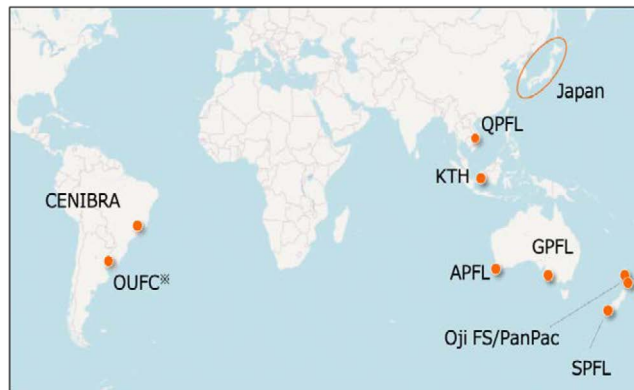 Japan
QPFL
KTH
CENIBRA
GPFL
APFL
OUFC※
Oji FS/PanPac
SPFL